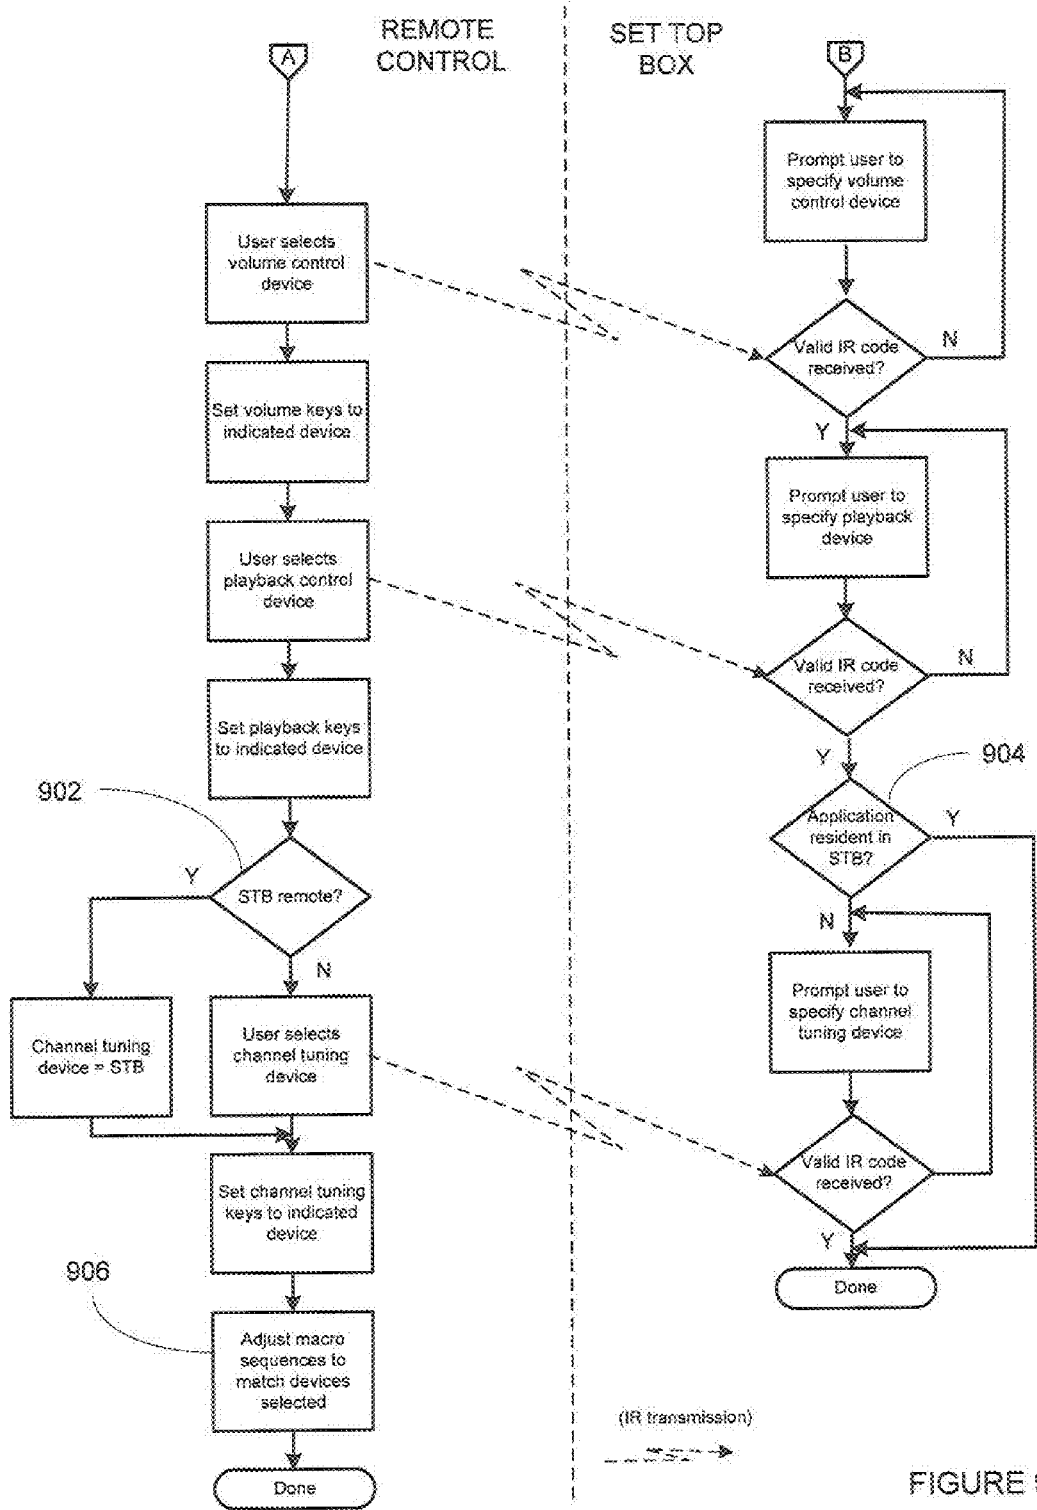 REMOTE
CONTROL
A
User selects
volume control
device
Set volume keys to
indicated device
User selects
playback control
device
Set playback keys
to indicated device
902
STB remote?
Y
N
Channel tuning
device = STB
User selects
channel tuning
device
Set channel tuning
keys to indicated
device
906
Adjust macro
sequences to
match devices
selected
Done
SET TOP
BOX
B
Prompt user to
specify volume
control device
Valid IR code
received?
N
Y
Prompt user to
specify playback
device
Valid IR code
received?
N
Y
904
Application
resident in
STB?
Y
N
Prompt user to
specify channel
tuning device
Valid IR code
received?
Y
Done
(IR transmission)
FIGURE